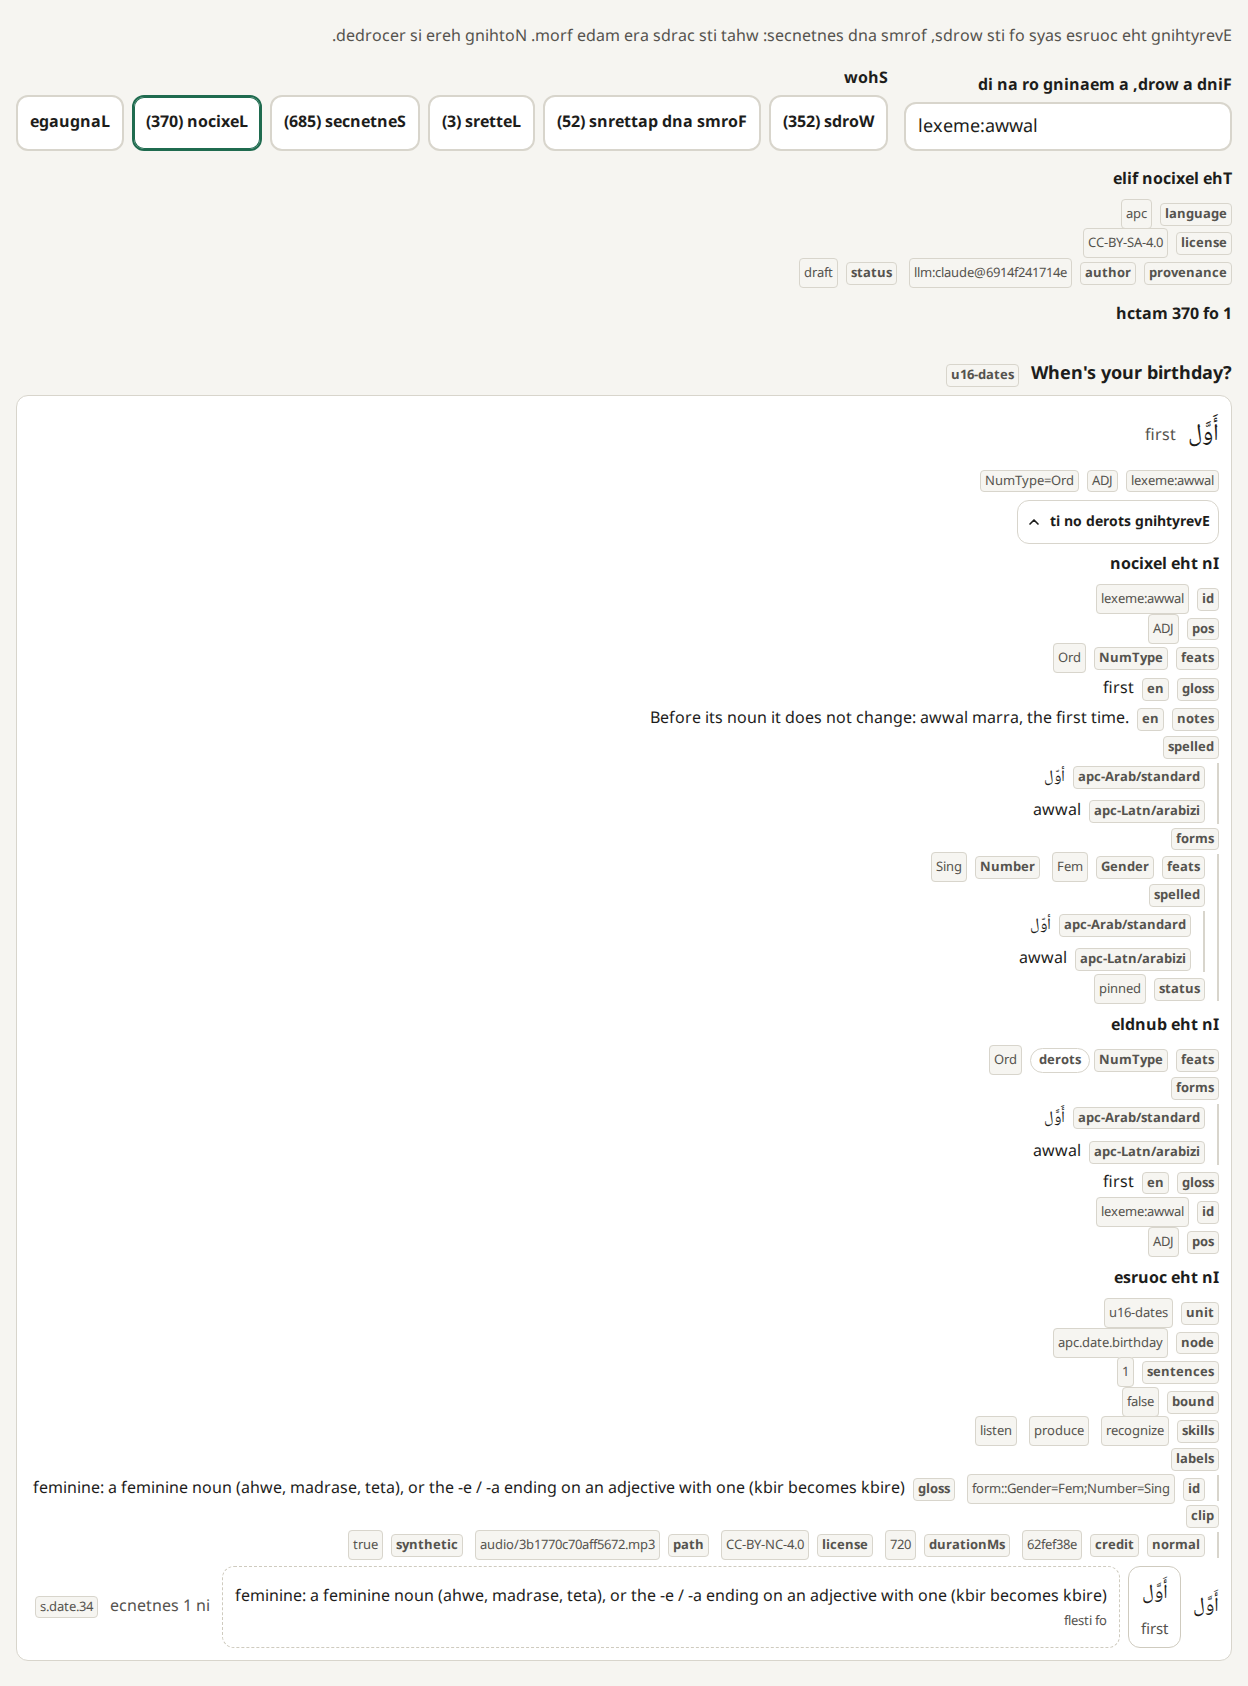 .dedrocer si ereh gnihtoN .morf edam era sdrac sti tahw :secnetnes dna smrof ,sdrow sti fo syas esruoc eht gnihtyrevE
di na ro gninaem a ,drow a dniF
lexeme:awwal
wohS
(352) sdroW
(52) snrettap dna smroF
(3) sretteL
(685) secnetneS
(370) nocixeL
egaugnaL
elif nocixel ehT
language apc
license CC-BY-SA-4.0
provenance author llm:claude@6914f241714e status draft
hctam 370 fo 1
When's your birthday? u16-dates
أَوَّل first
lexeme:awwal ADJ NumType=Ord
ti no derots gnihtyrevE
nocixel eht nI
id lexeme:awwal
pos ADJ
feats NumType Ord
gloss en first
notes en Before its noun it does not change: awwal marra, the first time.
spelled
apc-Arab/standard أوّل
apc-Latn/arabizi awwal
forms
feats Gender Fem Number Sing
spelled
apc-Arab/standard أوّل
apc-Latn/arabizi awwal
status pinned
eldnub eht nI
feats NumType derots Ord
forms
apc-Arab/standard أَوَّل
apc-Latn/arabizi awwal
gloss en first
id lexeme:awwal
pos ADJ
esruoc eht nI
unit u16-dates
node apc.date.birthday
sentences 1
bound false
skills recognize produce listen
labels
id form::Gender=Fem;Number=Sing gloss feminine: a feminine noun (ahwe, madrase, teta), or the -e / -a ending on an adjective with one (kbir becomes kbire)
clip
normal credit 62fef38e durationMs 720 license CC-BY-NC-4.0 path audio/3b1770c70aff5672.mp3 synthetic true
أَوَّل
أَوَّل
first
feminine: a feminine noun (ahwe, madrase, teta), or the -e / -a ending on an adjective with one (kbir becomes kbire)
flesti fo
ecnetnes 1 ni
s.date.34